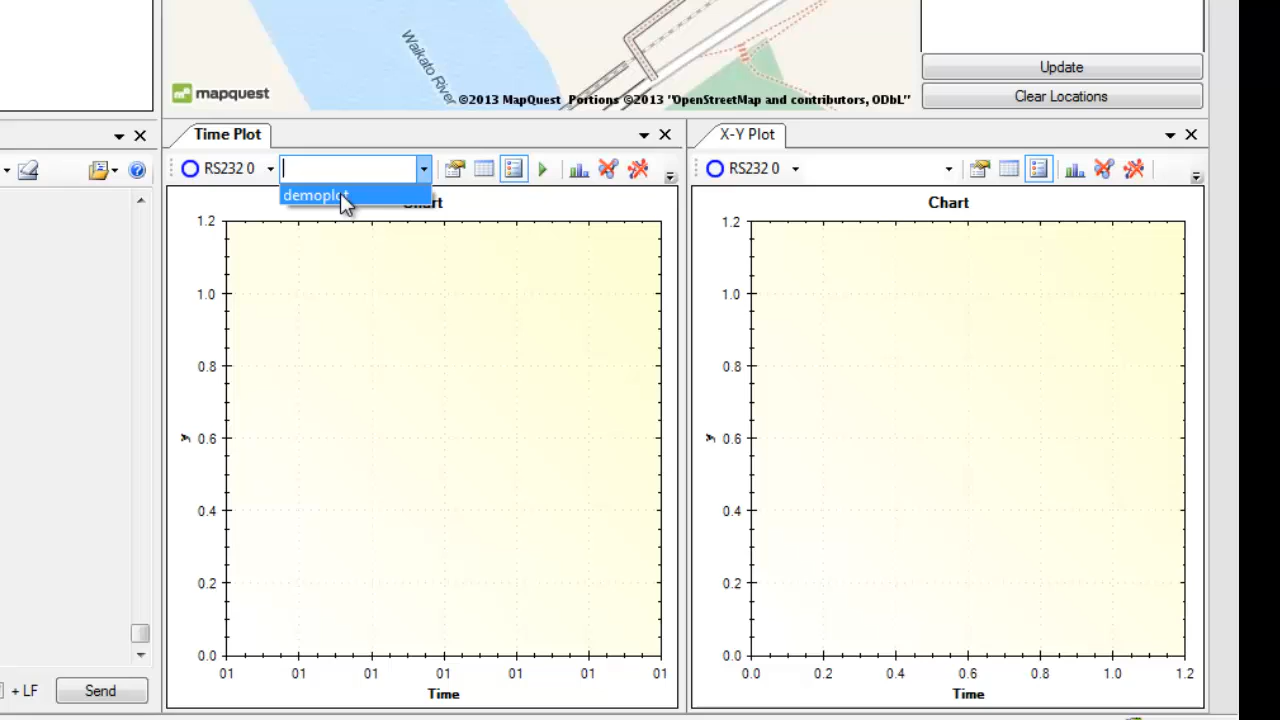 Waikato River
mapquest
©2013 MapQuest Portions ©2013 "OpenStreetMap and contributors, ODbL"
Update
Clear Locations
Time Plot
X-Y Plot
RS232 0
RS232 0
demoplot
Chart
Chart
1.2
1.0
0.8
0.6
0.4
0.2
0.0
y
01 01 01 01 01 01 01
Time
1.2
1.0
0.8
0.6
0.4
0.2
0.0
y
0.0 0.2 0.4 0.6 0.8 1.0 1.2
Time
+ LF
Send